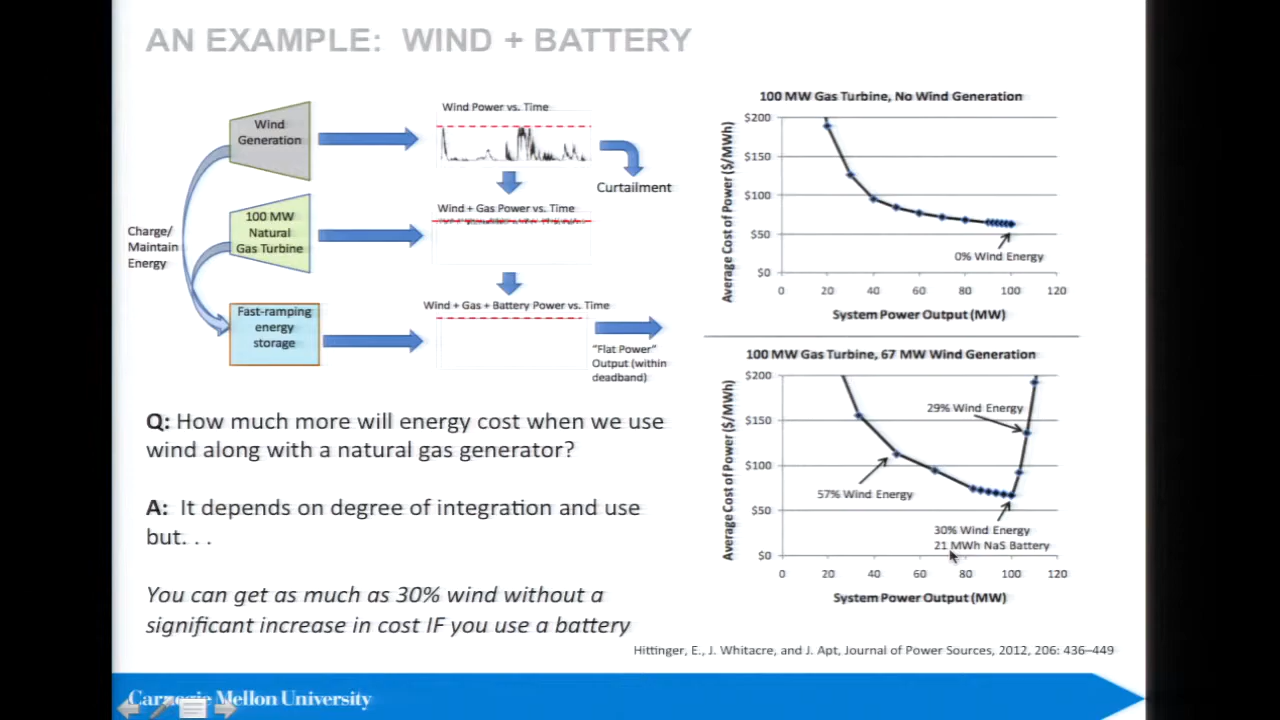 AN EXAMPLE: WIND + BATTERY
Wind
Generation
100 MW
Natural
Gas Turbine
Charge/
Maintain
Energy
Fast-ramping
energy
storage
Wind Power vs. Time
Curtailment
Wind + Gas Power vs. Time
Wind + Gas + Battery Power vs. Time
"Flat Power"
Output (within
deadband)
Q: How much more will energy cost when we use
wind along with a natural gas generator?
A: It depends on degree of integration and use
but. . .
You can get as much as 30% wind without a
significant increase in cost IF you use a battery
100 MW Gas Turbine, No Wind Generation
Average Cost of Power ($/MWh)
$200
$150
$100
$50
$0
0% Wind Energy
0 20 40 60 80 100 120
System Power Output (MW)
100 MW Gas Turbine, 67 MW Wind Generation
Average Cost of Power ($/MWh)
$200
$150
$100
$50
$0
29% Wind Energy
57% Wind Energy
30% Wind Energy
21 MWh NaS Battery
0 20 40 60 80 100 120
System Power Output (MW)
Hittinger, E., J. Whitacre, and J. Apt, Journal of Power Sources, 2012, 206: 436–449
Carnegie Mellon University